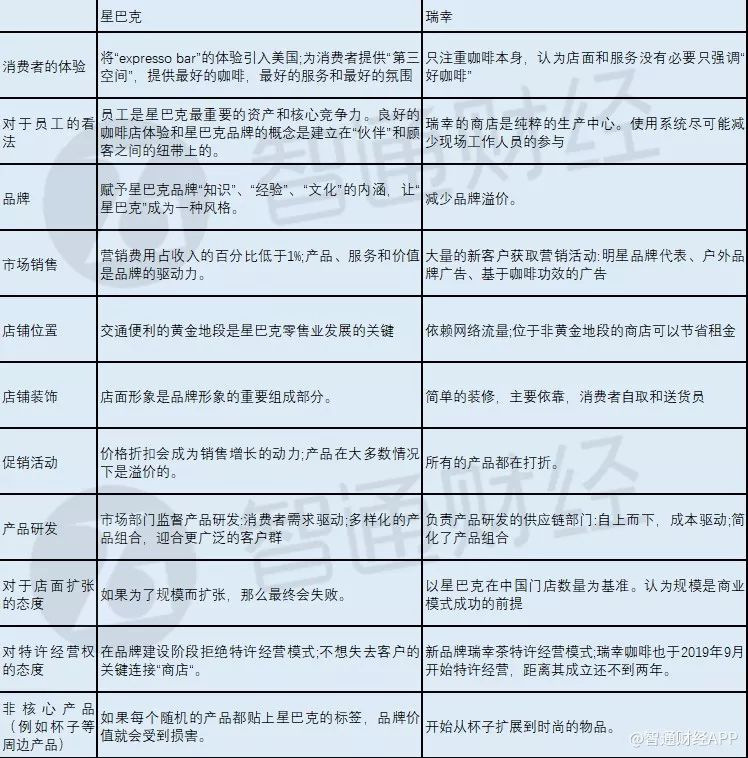 星巴克
瑞幸
消费者的体验
将“expresso bar”的体验引入美国;为消费者提供“第三
空间”，提供最好的咖啡，最好的服务和最好的氛围
只注重咖啡本身，认为店面和服务没有必要只强调“
好咖啡”
对于员工的看
法
员工是星巴克最重要的资产和核心竞争力。良好的
咖啡店体验和星巴克品牌的概念是建立在“伙伴”和顾
客之间的纽带上的。
瑞幸的商店是纯粹的生产中心。使用系统尽可能减
少现场工作人员的参与
品牌
赋予星巴克品牌“知识”、“经验”、“文化”的内涵，让“
星巴克”成为一种风格。
减少品牌溢价。
市场销售
营销费用占收入的百分比低于1%;产品、服务和价值
是品牌的驱动力。
大量的新客户获取营销活动:明星品牌代表、户外品
牌广告、基于咖啡功效的广告
店铺位置
交通便利的黄金地段是星巴克零售业发展的关键
依赖网络流量;位于非黄金地段的商店可以节省租金
店铺装饰
店面形象是品牌形象的重要组成部分。
简单的装修，主要依靠，消费者自取和送货员
促销活动
价格折扣会成为销售增长的动力;产品在大多数情况
下是溢价的。
所有的产品都在打折。
产品研发
市场部门监督产品研发:消费者需求驱动;多样化的产
品组合，迎合更广泛的客户群
负责产品研发的供应链部门:自上而下，成本驱动;简
化了产品组合
对于店面扩张
的态度
如果为了规模而扩张，那么最终会失败。
以星巴克在中国门店数量为基准。认为规模是商业
模式成功的前提
对特许经营权
的态度
在品牌建设阶段拒绝特许经营模式;不想失去客户的
关键连接“商店“。
新品牌瑞幸茶特许经营模式;瑞幸咖啡也于2019年9月
开始特许经营，距离其成立还不到两年。
非核心产品
（例如杯子等
周边产品）
如果每个随机的产品都贴上星巴克的标签，品牌价
值就会受到损害。
开始从杯子扩展到时尚的物品。
智通财经
智通财经
@智通财经APP